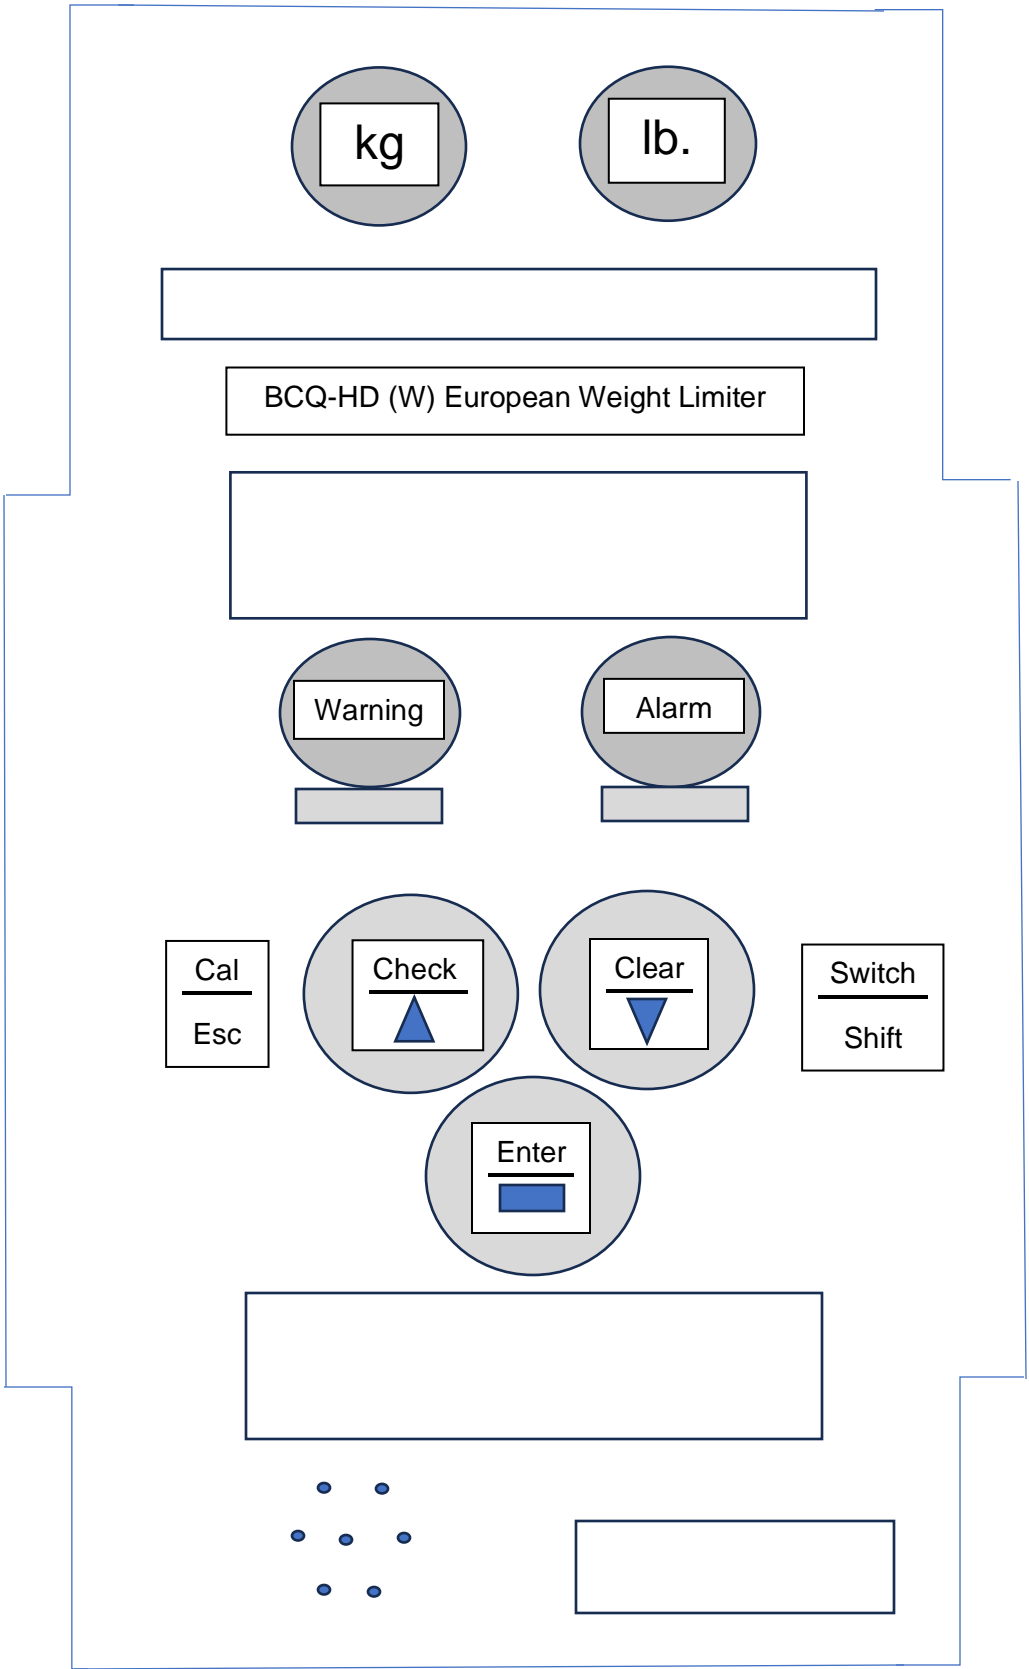 kg
lb.
BCQ-HD (W) European Weight Limiter
Warning
Alarm
Cal
Esc
Check
Clear
Switch
Shift
Enter